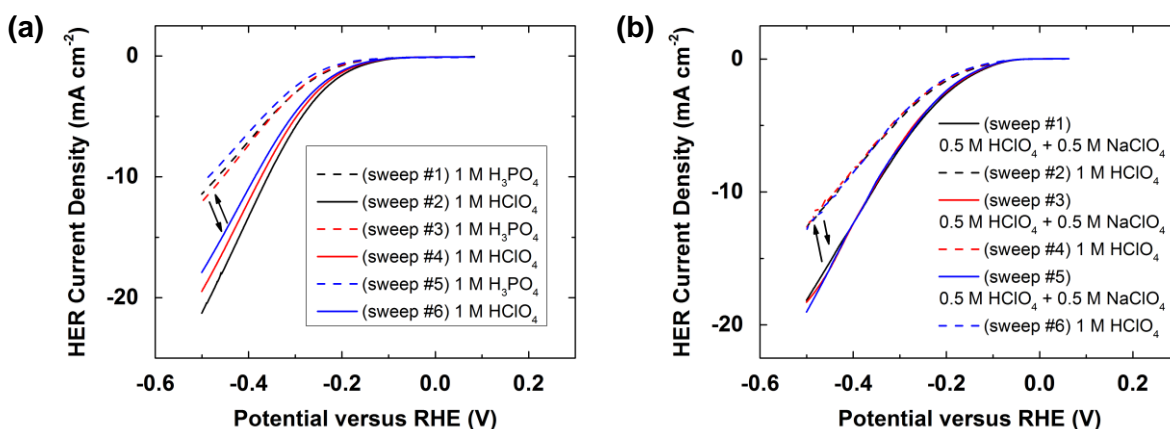 (a)
HER Current Density (mA cm⁻²)
0
-10
-20
-0.6
-0.4
-0.2
0.0
0.2
Potential versus RHE (V)
(sweep #1) 1 M H₃PO₄
(sweep #2) 1 M HClO₄
(sweep #3) 1 M H₃PO₄
(sweep #4) 1 M HClO₄
(sweep #5) 1 M H₃PO₄
(sweep #6) 1 M HClO₄
(b)
HER Current Density (mA cm⁻²)
0
-10
-20
-0.6
-0.4
-0.2
0.0
0.2
Potential versus RHE (V)
(sweep #1)
0.5 M HClO₄ + 0.5 M NaClO₄
(sweep #2) 1 M HClO₄
(sweep #3)
0.5 M HClO₄ + 0.5 M NaClO₄
(sweep #4) 1 M HClO₄
(sweep #5)
0.5 M HClO₄ + 0.5 M NaClO₄
(sweep #6) 1 M HClO₄